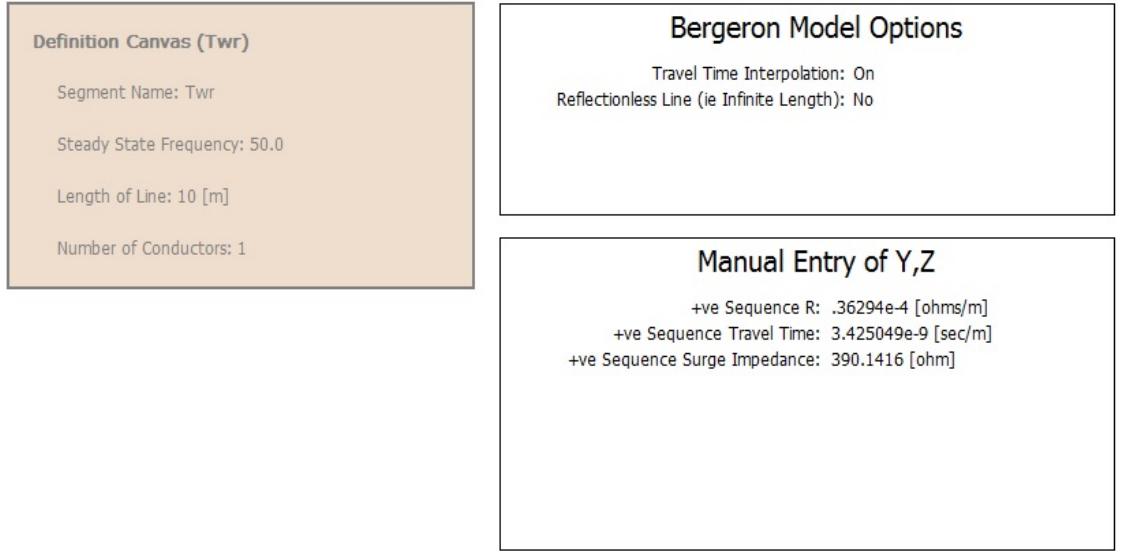 Definition Canvas (Twr)
Segment Name: Twr
Steady State Frequency: 50.0
Length of Line: 10 [m]
Number of Conductors: 1
Bergeron Model Options
Travel Time Interpolation: On
Reflectionless Line (ie Infinite Length): No
Manual Entry of Y,Z
+ve Sequence R: .36294e-4 [ohms/m]
+ve Sequence Travel Time: 3.425049e-9 [sec/m]
+ve Sequence Surge Impedance: 390.1416 [ohm]